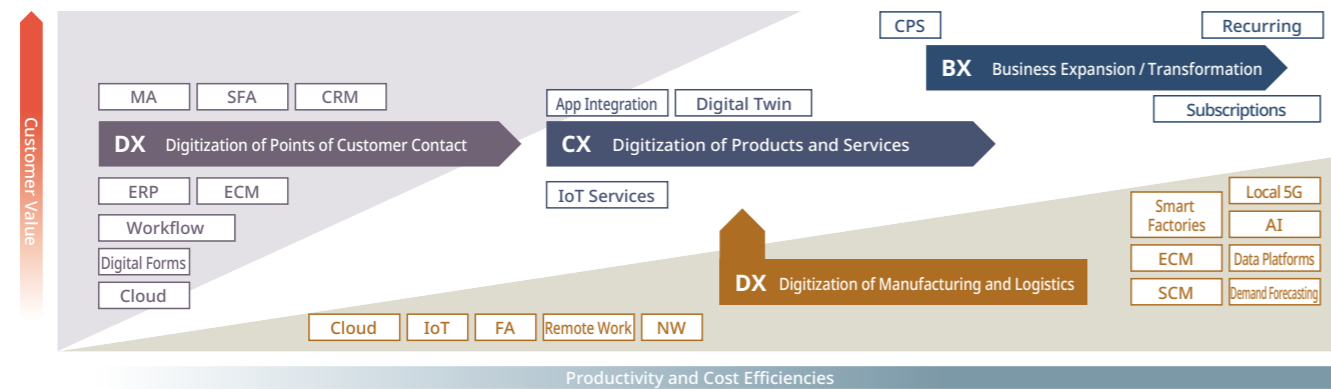 Customer Value
MA
SFA
CRM
DX Digitization of Points of Customer Contact
ERP
ECM
Workflow
Digital Forms
Cloud
App Integration
Digital Twin
CX Digitization of Products and Services
IoT Services
CPS
Recurring
BX Business Expansion / Transformation
Subscriptions
DX Digitization of Manufacturing and Logistics
Cloud
IoT
FA
Remote Work
NW
Smart
Factories
Local 5G
AI
ECM
Data Platforms
SCM
Demand Forecasting
Productivity and Cost Efficiencies